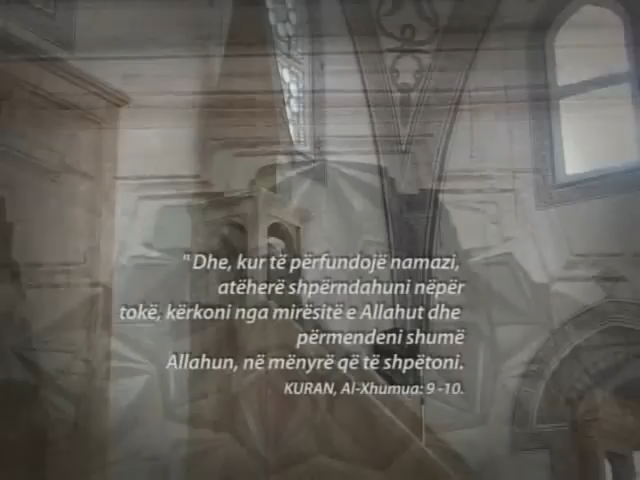 "Dhe, kur të përfundojë namazi,
atëherë shpërndahuni nëpër
tokë, kërkoni nga mirësitë e Allahut dhe
përmendeni shumë
Allahun, në mënyrë që të shpëtoni.
KURAN, Al-Xhumua: 9-10.